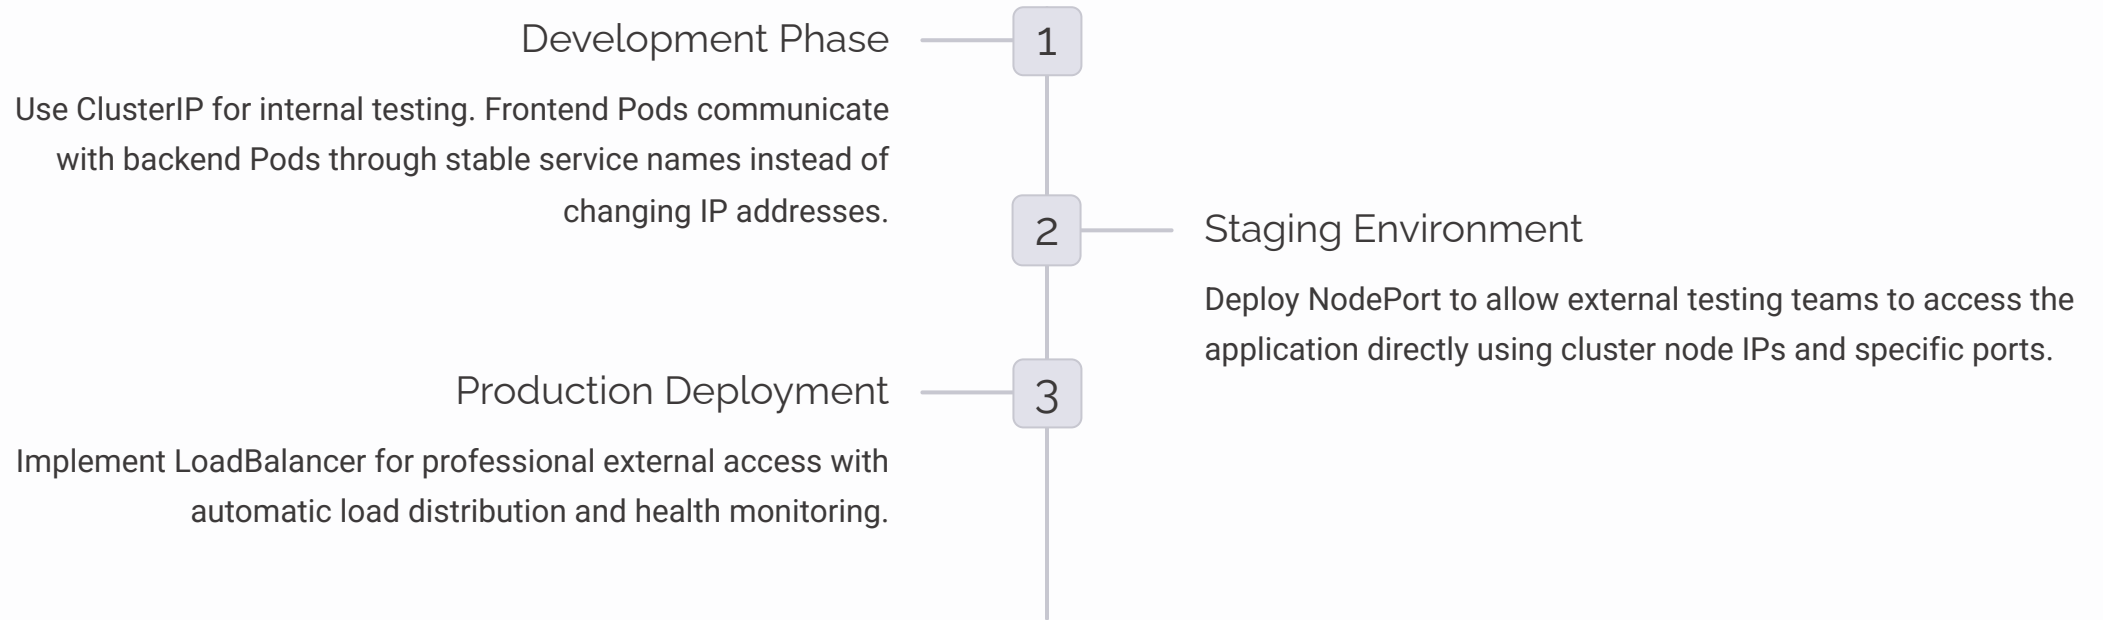 Development Phase
1
Use ClusterIP for internal testing. Frontend Pods communicate
with backend Pods through stable service names instead of
changing IP addresses.
2
Staging Environment
Deploy NodePort to allow external testing teams to access the
application directly using cluster node IPs and specific ports.
Production Deployment
3
Implement LoadBalancer for professional external access with
automatic load distribution and health monitoring.